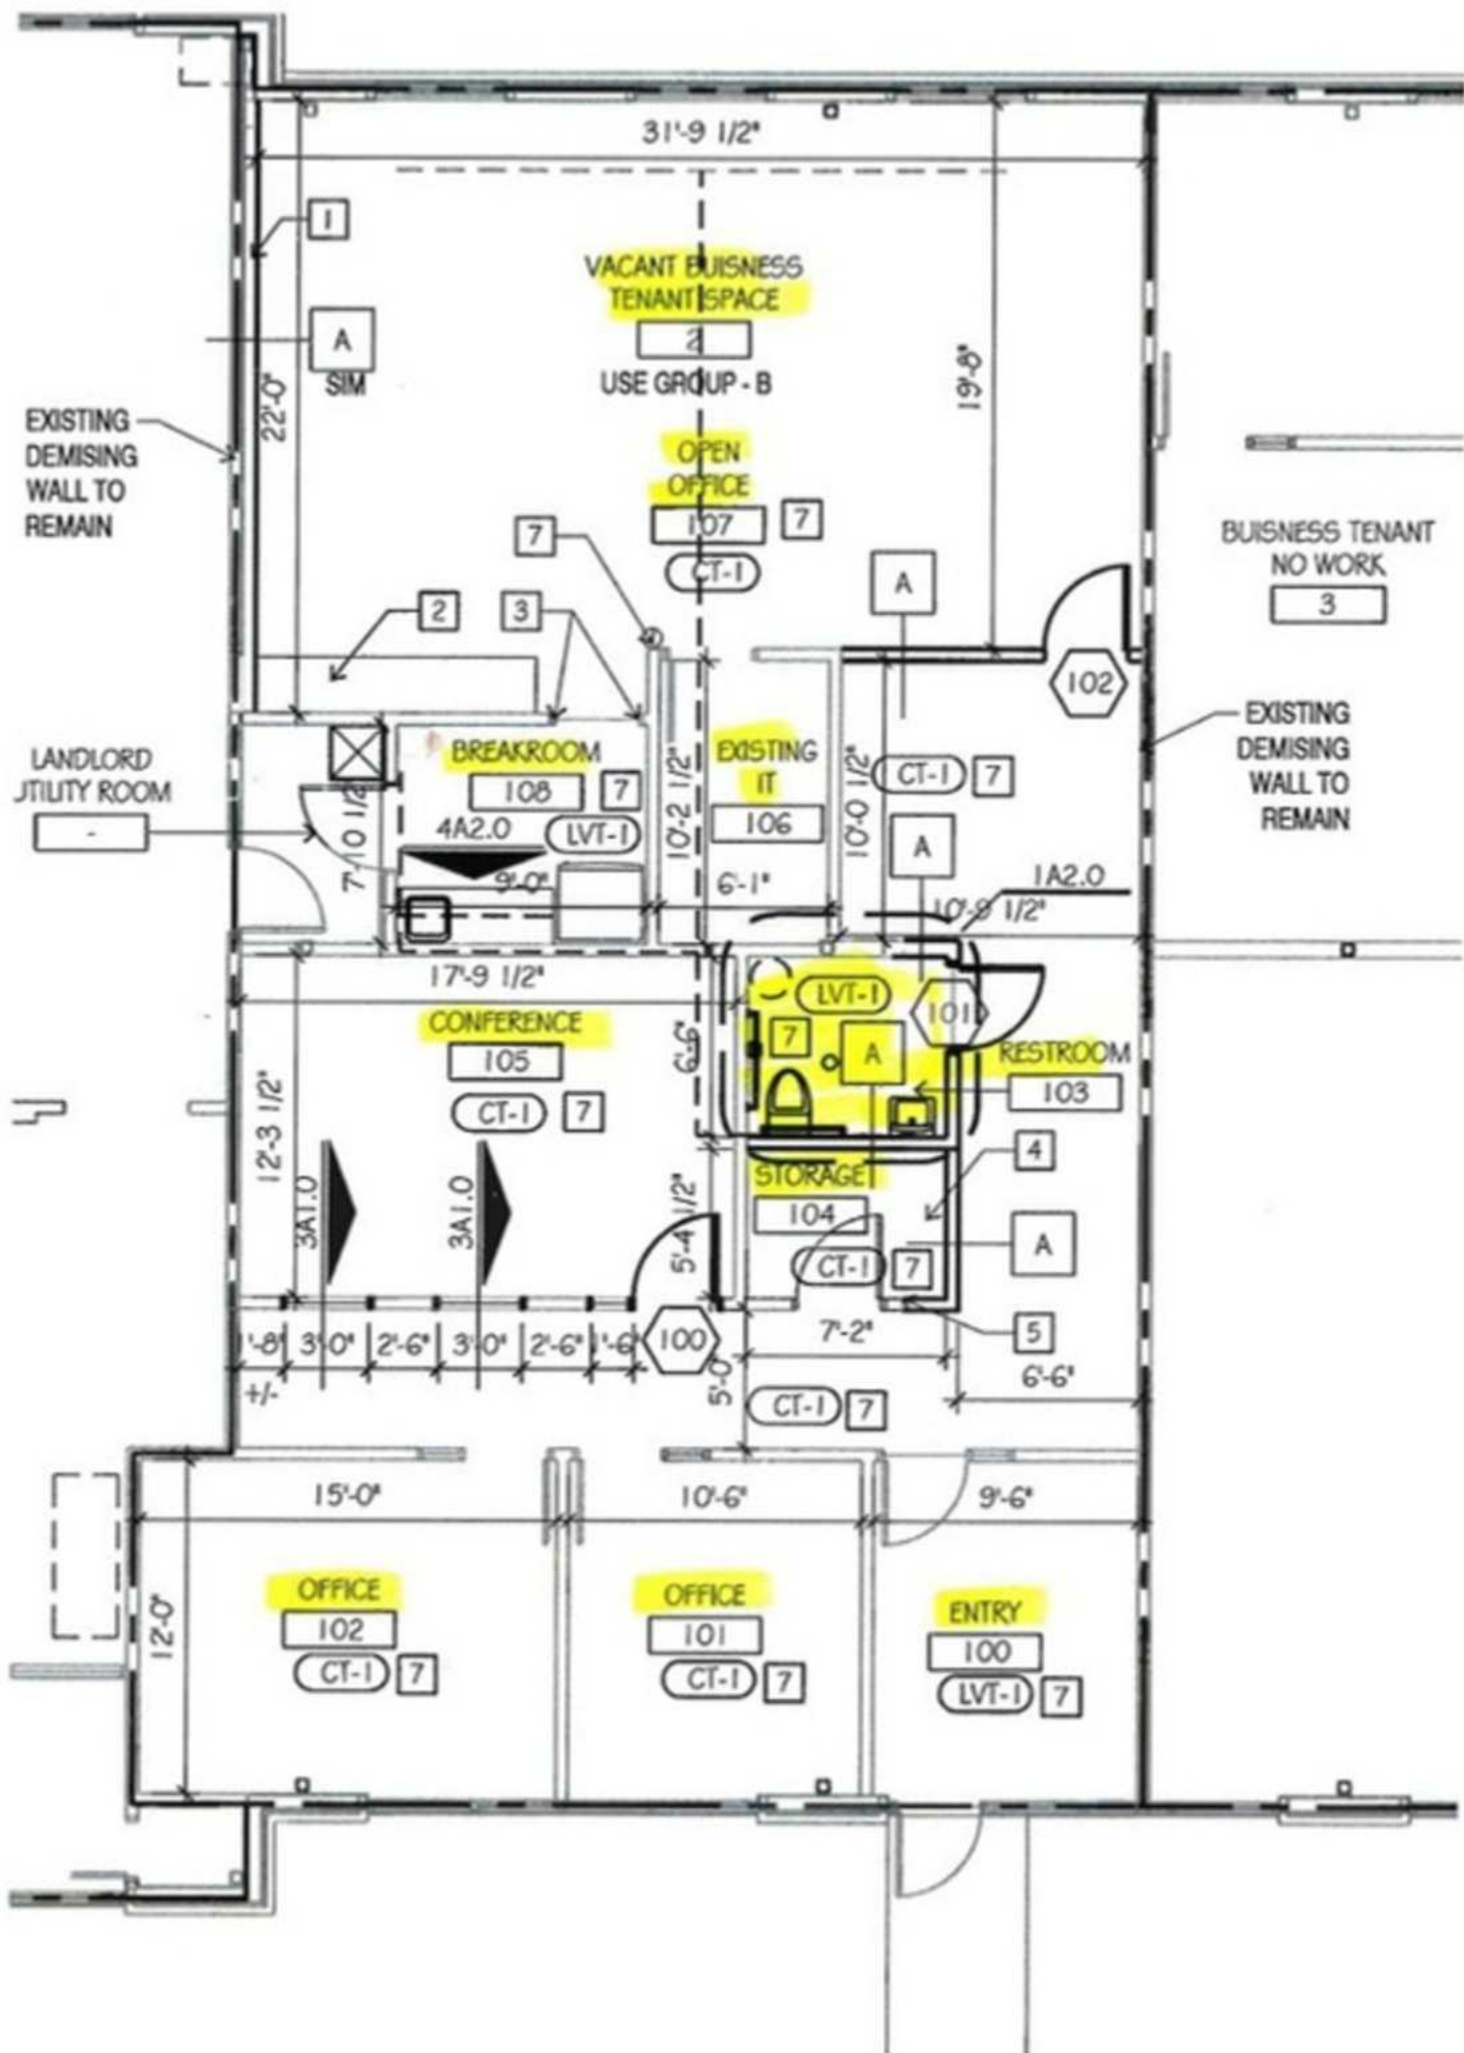 31'-9 1/2"
1
VACANT BUISNESS
TENANT SPACE
2
USE GROUP - B
A
SIM
22'-0"
19'-8"
EXISTING
DEMISING
WALL TO
REMAIN
OPEN
OFFICE
107
7
CT-1
7
A
BUISNESS TENANT
NO WORK
3
2
3
102
EXISTING
DEMISING
WALL TO
REMAIN
LANDLORD
UTILITY ROOM
-
BREAKROOM
108
7
4A2.0
LVT-1
7'-10 1/2"
9'-0"
10'-2 1/2"
EXISTING
IT
106
6'-1"
10'-0 1/2"
CT-1
7
A
1A2.0
10'-9 1/2"
17'-9 1/2"
CONFERENCE
105
CT-1
7
12'-3 1/2"
6'-6"
LVT-1
101
7
A
RESTROOM
103
4
STORAGE
104
CT-1
7
A
5
5'-4 1/2"
3A1.0
3A1.0
1'-8"
3'-0"
2'-6"
3'-0"
2'-6"
1'-6"
100
7'-2"
+/-
5'-0"
CT-1
7
6'-6"
15'-0"
10'-6"
9'-6"
12'-0"
OFFICE
102
CT-1
7
OFFICE
101
CT-1
7
ENTRY
100
LVT-1
7